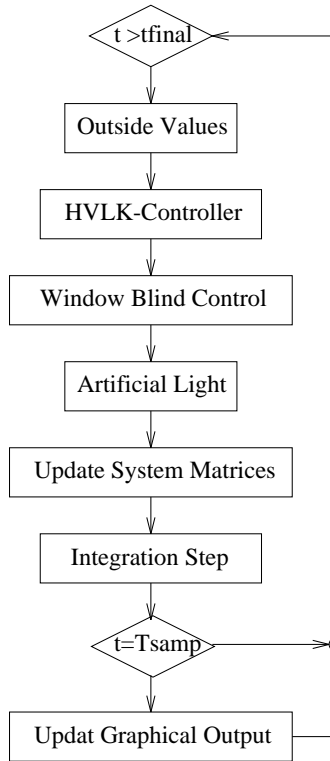 t >tfinal
Outside Values
HVLK-Controller
Window Blind Control
Artificial Light
Update System Matrices
Integration Step
t=Tsamp
Updat Graphical Output